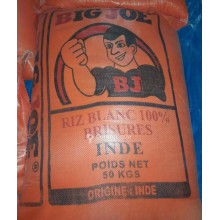 BIG JOE
BJ
RIZ BLANC 100%
BRISURES
INDE
POIDS NET
50 KGS
ORIGINE: INDE